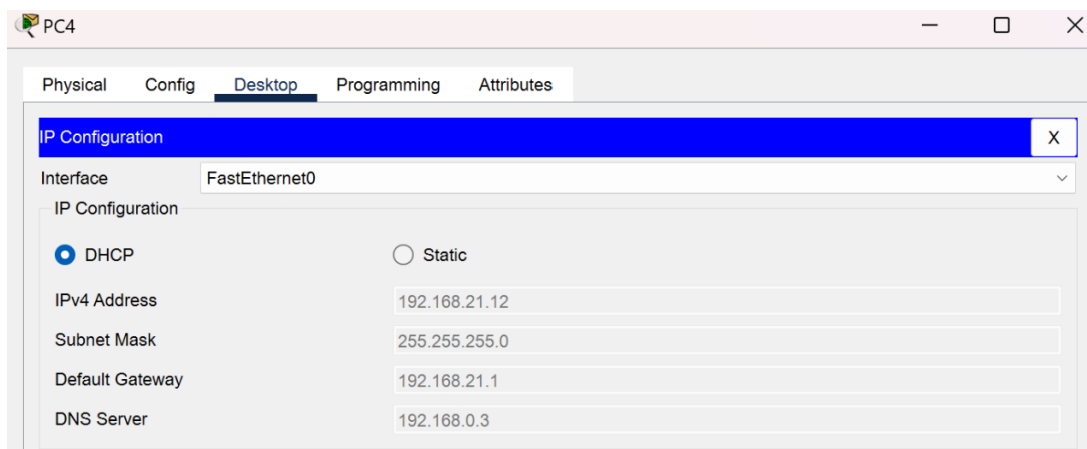 PC4
Physical Config Desktop Programming Attributes
IP Configuration X
Interface FastEthernet0
IP Configuration
DHCP Static
IPv4 Address 192.168.21.12
Subnet Mask 255.255.255.0
Default Gateway 192.168.21.1
DNS Server 192.168.0.3